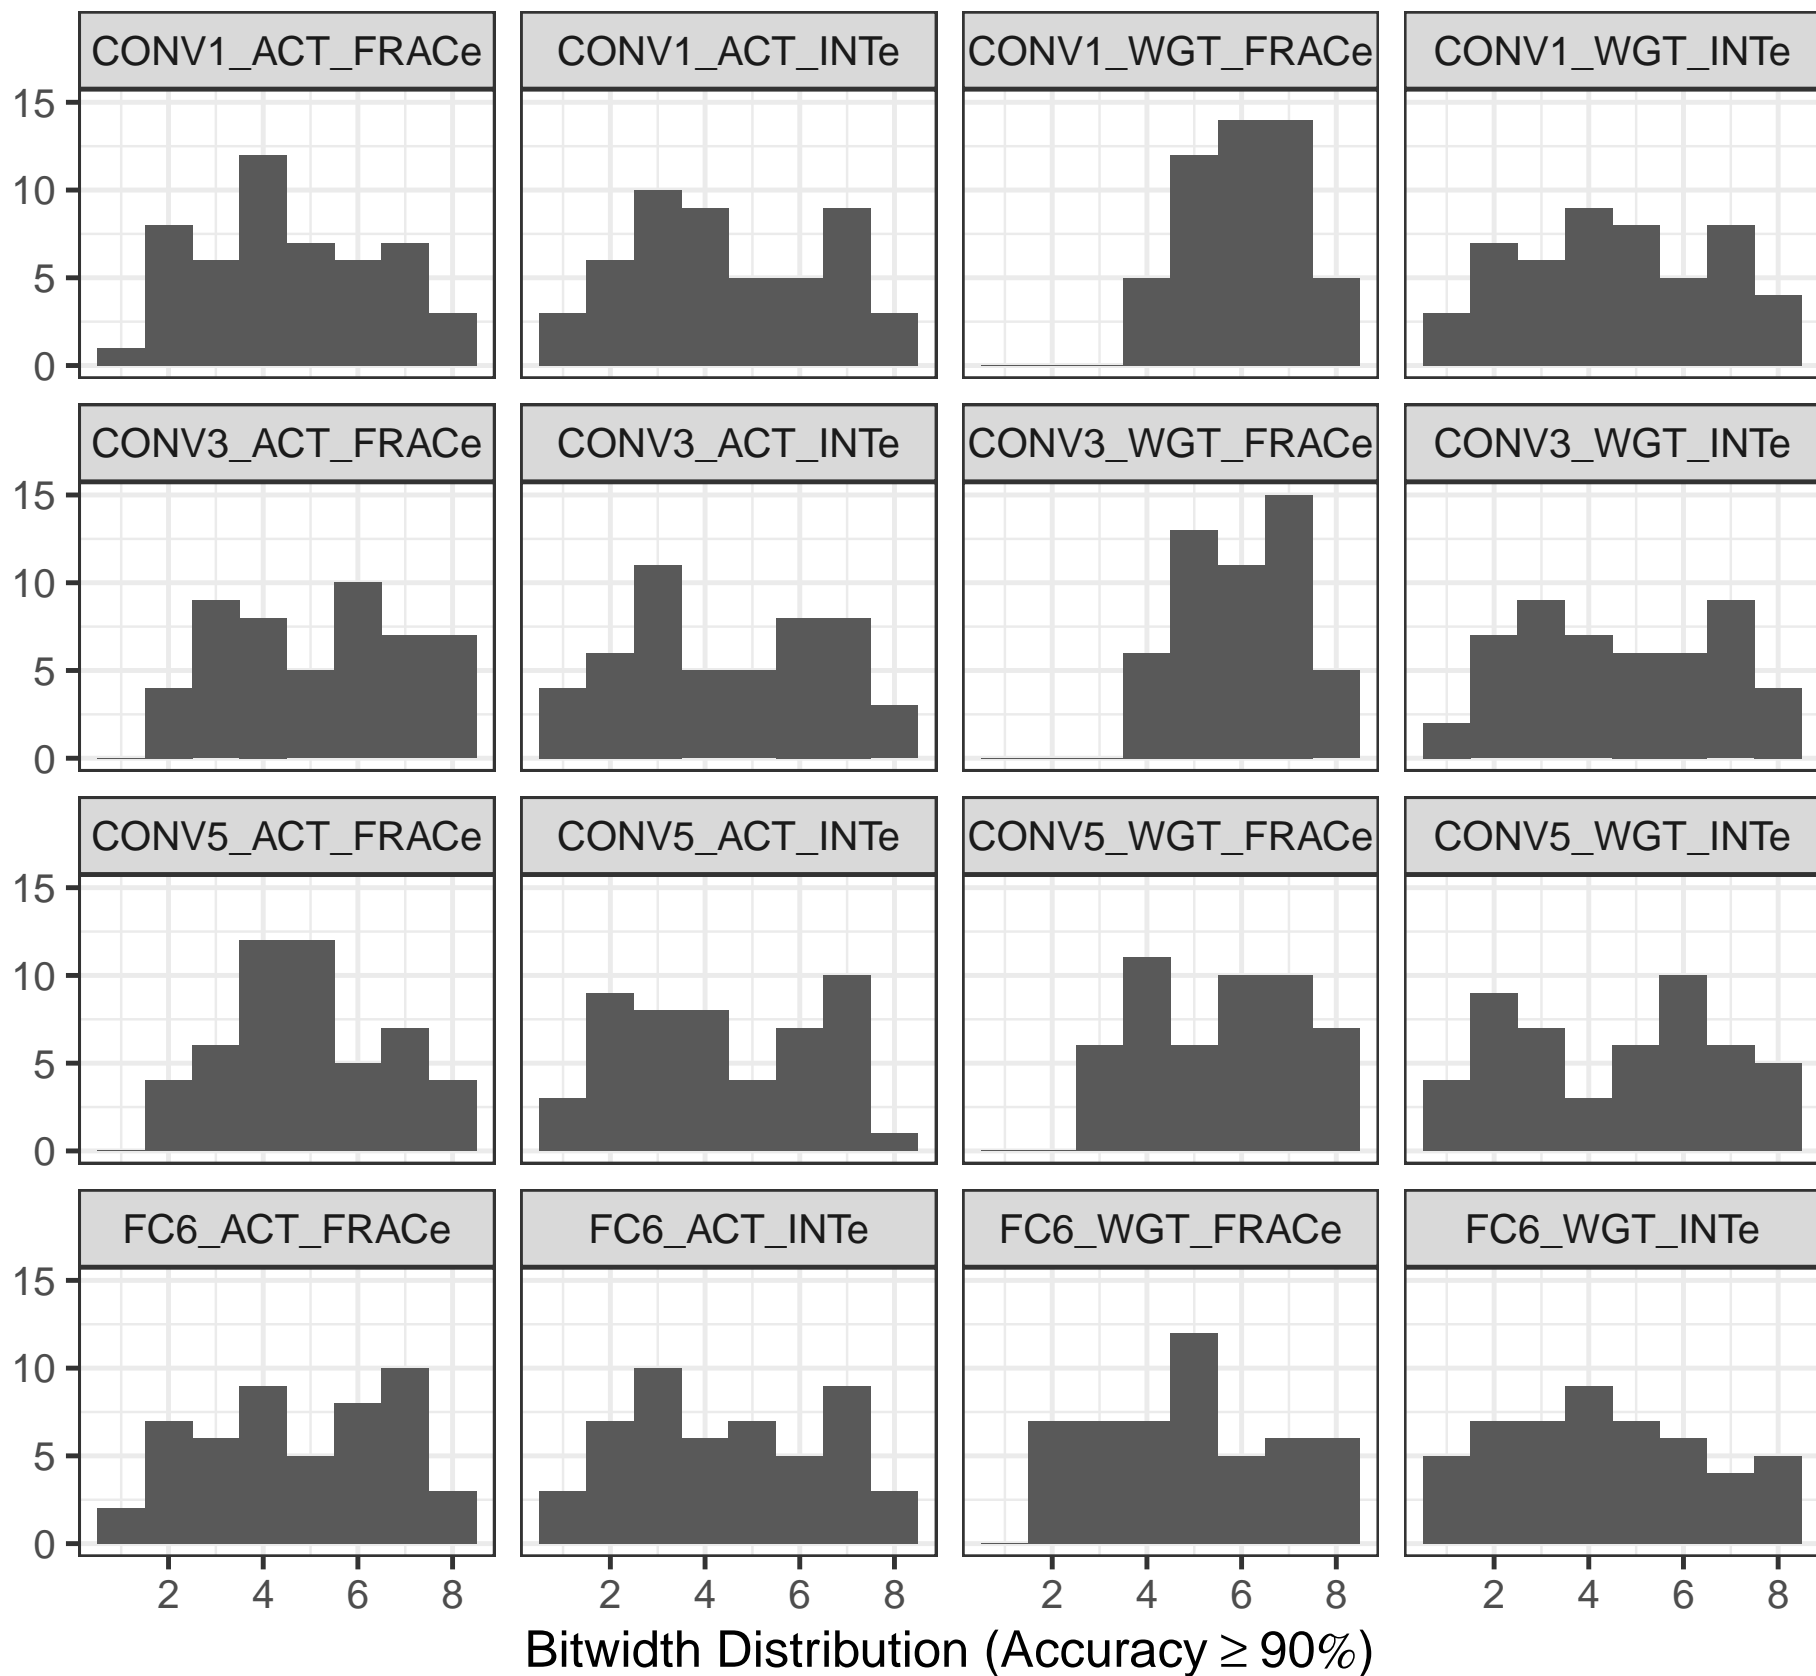 CONV1_ACT_FRACe CONV1_ACT_INTe CONV1_WGT_FRACe CONV1_WGT_INTe
15
10
5
0
CONV3_ACT_FRACe CONV3_ACT_INTe CONV3_WGT_FRACe CONV3_WGT_INTe
15
10
5
0
CONV5_ACT_FRACe CONV5_ACT_INTe CONV5_WGT_FRACe CONV5_WGT_INTe
15
10
5
0
FC6_ACT_FRACe FC6_ACT_INTe FC6_WGT_FRACe FC6_WGT_INTe
15
10
5
0
2 4 6 8 2 4 6 8 2 4 6 8 2 4 6 8
Bitwidth Distribution (Accuracy ≥ 90%)